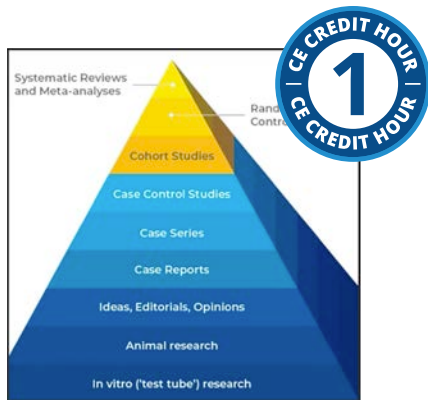 CE CREDIT HOUR
1
CE CREDIT HOUR
Systematic Reviews
and Meta-analyses
Cohort Studies
Case Control Studies
Case Series
Case Reports
Ideas, Editorials, Opinions
Animal research
In vitro ('test tube') research